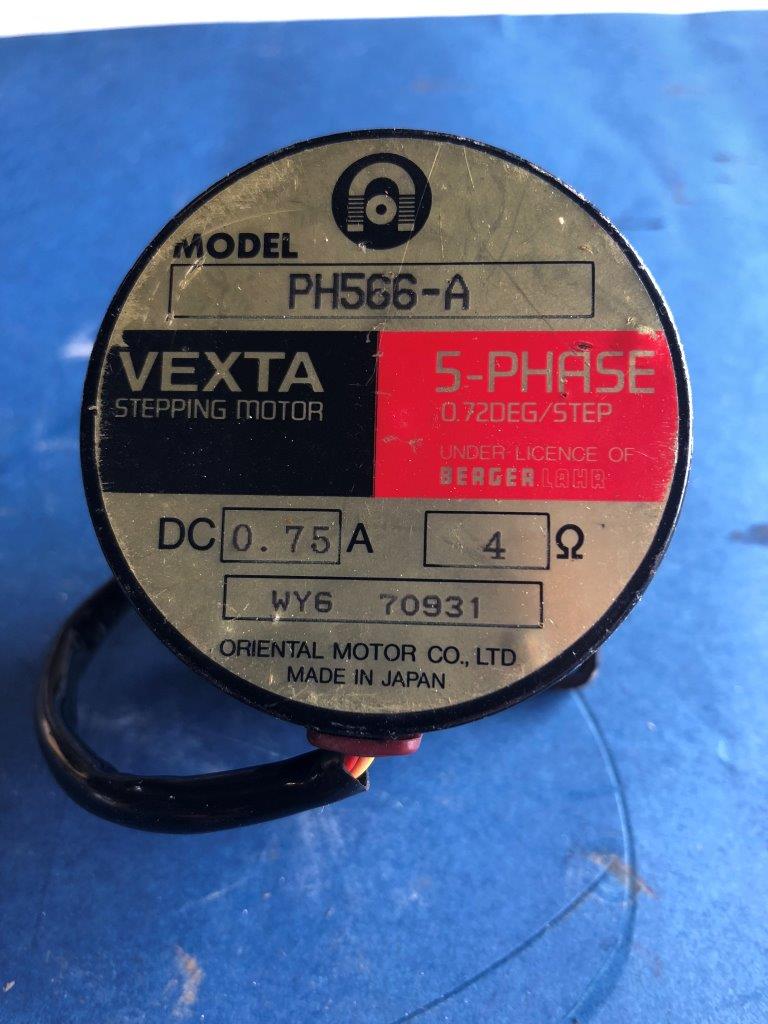 MODEL
PH566-A
VEXTA
STEPPING MOTOR
5-PHASE
0.72DEG/STEP
UNDER LICENCE OF
BERGER LAHR
DC 0.75 A 4 Ω
WY6 70931
ORIENTAL MOTOR CO., LTD
MADE IN JAPAN